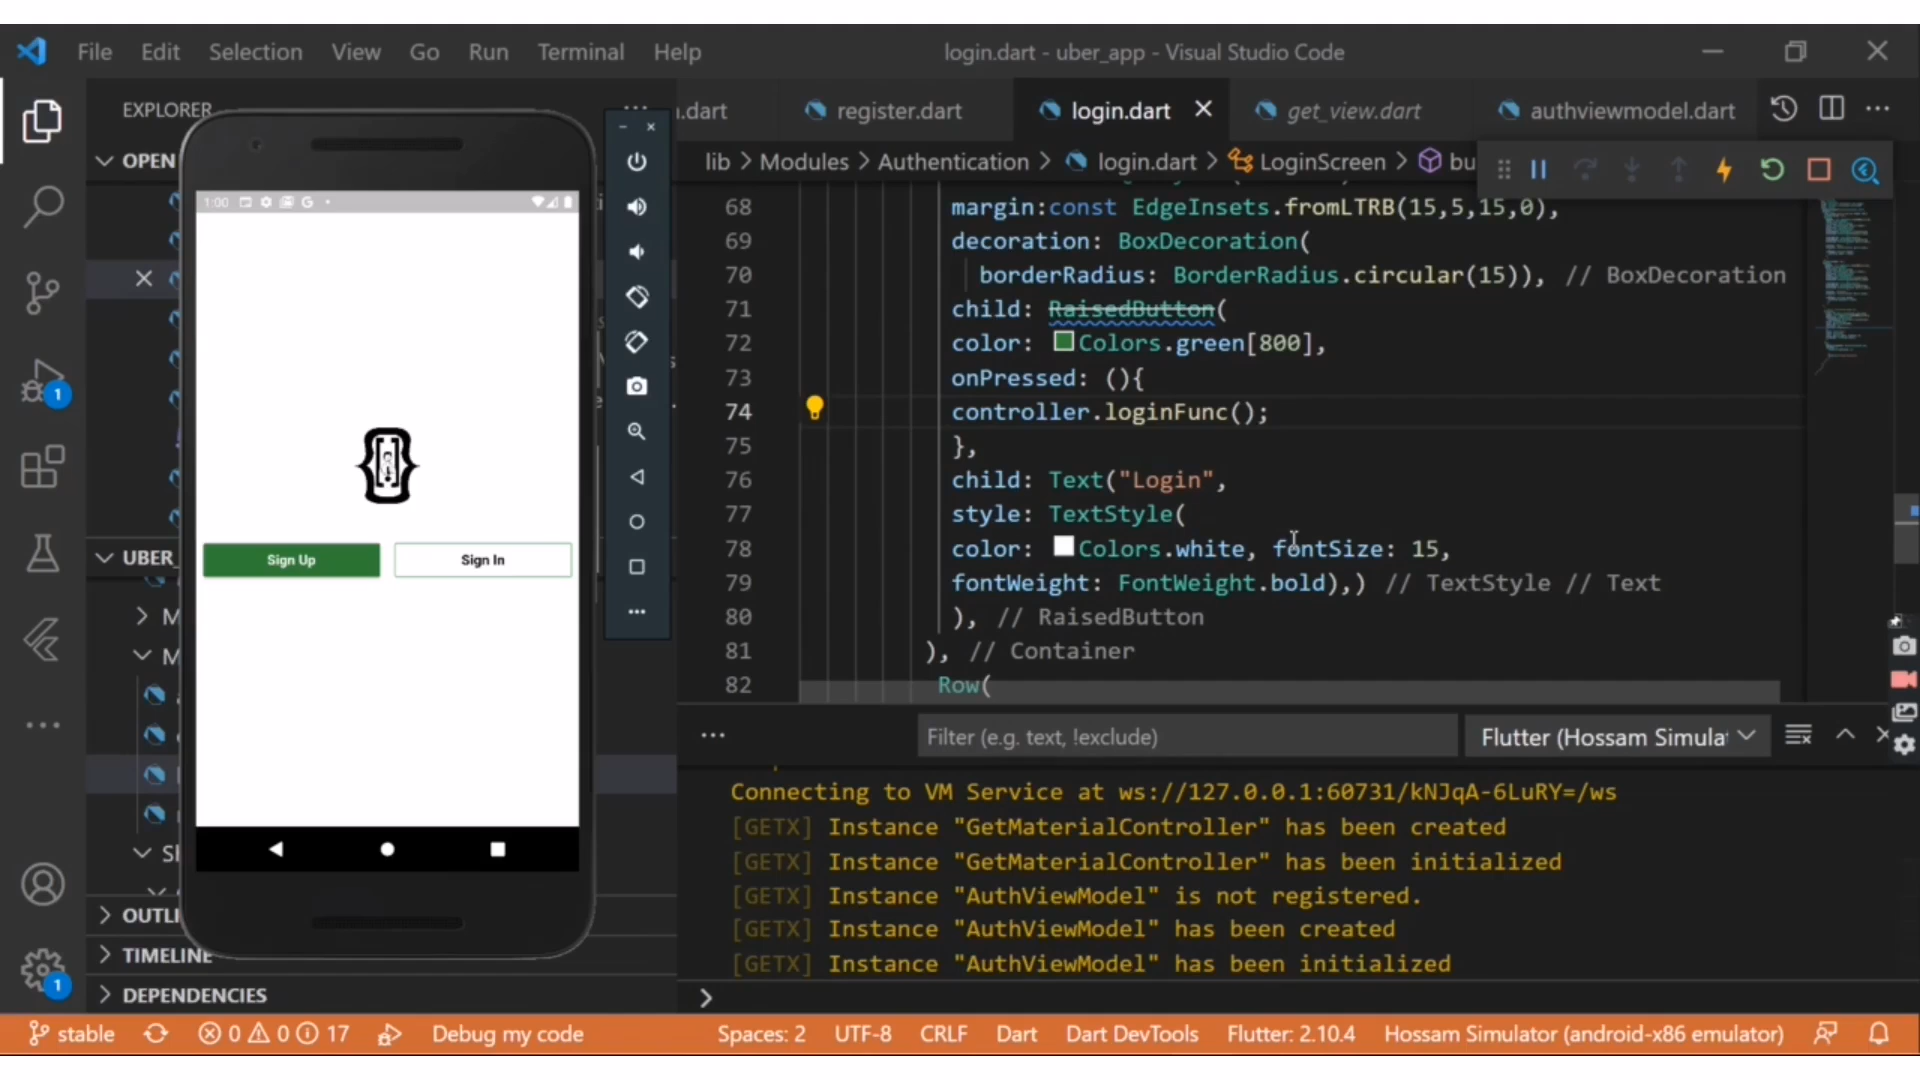 File Edit Selection View Go Run Terminal Help
login.dart - uber_app - Visual Studio Code
EXPLORER
OPEN
UBER_
M
M
SI
OUTLI
TIMELINE
DEPENDENCIES
1:00
Sign Up
Sign In
.dart register.dart login.dart get_view.dart authviewmodel.dart
lib > Modules > Authentication > login.dart > LoginScreen > bu
68 margin:const EdgeInsets.fromLTRB(15,5,15,0),
69 decoration: BoxDecoration(
70 borderRadius: BorderRadius.circular(15)), // BoxDecoration
71 child: RaisedButton(
72 color: Colors.green[800],
73 onPressed: (){
74 controller.loginFunc();
75 },
76 child: Text("Login",
77 style: TextStyle(
78 color: Colors.white, fontSize: 15,
79 fontWeight: FontWeight.bold),) // TextStyle // Text
80 ), // RaisedButton
81 ), // Container
82 Row(
Filter (e.g. text, !exclude)
Flutter (Hossam Simula
Connecting to VM Service at ws://127.0.0.1:60731/kNJqA-6LuRY=/ws
[GETX] Instance "GetMaterialController" has been created
[GETX] Instance "GetMaterialController" has been initialized
[GETX] Instance "AuthViewModel" is not registered.
[GETX] Instance "AuthViewModel" has been created
[GETX] Instance "AuthViewModel" has been initialized
1
1
stable 0 0 17 Debug my code Spaces: 2 UTF-8 CRLF Dart Dart DevTools Flutter: 2.10.4 Hossam Simulator (android-x86 emulator)